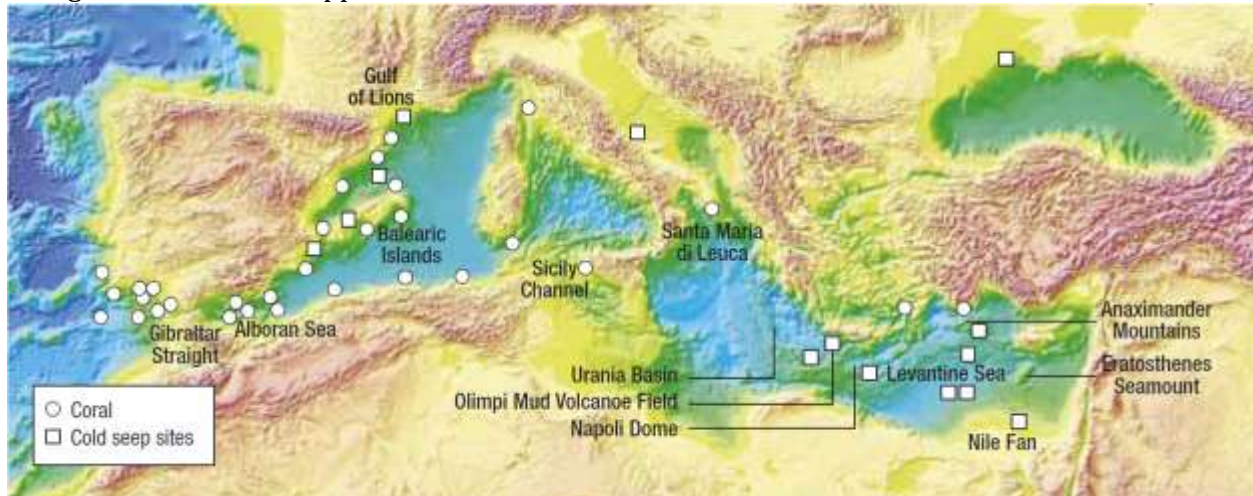 Gulf
of Lions
Balearic
Islands
Santa Maria
di Leuca
Sicily
Channel
Gibraltar
Straight
Alboran Sea
Anaximander
Mountains
Urania Basin
Levantine Sea
Eratosthenes
Seamount
Olimpi Mud Volcanoe Field
Napoli Dome
Nile Fan
Coral
Cold seep sites